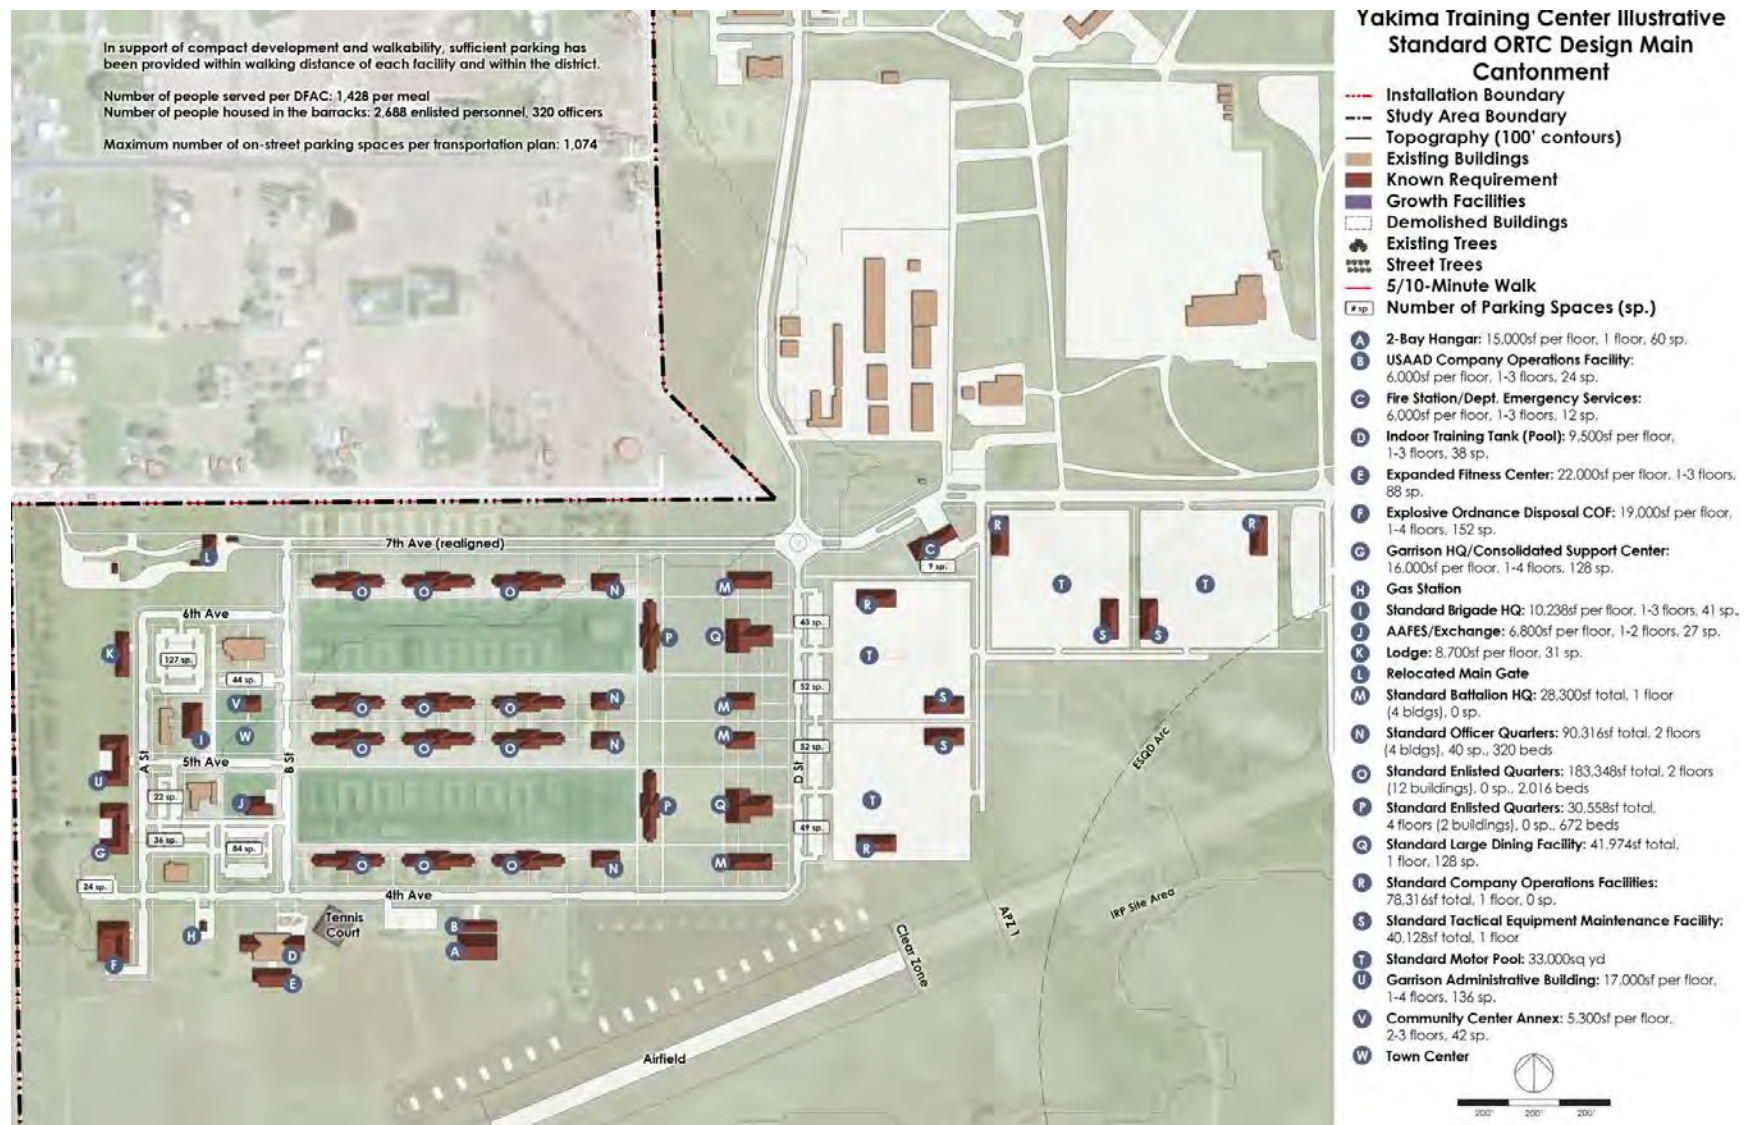 In support of compact development and walkability, sufficient parking has
been provided within walking distance of each facility and within the district.
Number of people served per DFAC: 1,428 per meal
Number of people housed in the barracks: 2,688 enlisted personnel, 320 officers
Maximum number of on-street parking spaces per transportation plan: 1,074
Yakima Training Center Illustrative
Standard ORTC Design Main
Cantonment
Installation Boundary
Study Area Boundary
Topography (100' contours)
Existing Buildings
Known Requirement
Growth Facilities
Demolished Buildings
Existing Trees
Street Trees
5/10-Minute Walk
# sp Number of Parking Spaces (sp.)
A 2-Bay Hangar: 15,000sf per floor, 1 floor, 60 sp.
B USAAD Company Operations Facility:
6,000sf per floor, 1-3 floors, 24 sp.
C Fire Station/Dept. Emergency Services:
6,000sf per floor, 1-3 floors, 12 sp.
D Indoor Training Tank (Pool): 9,500sf per floor,
1-3 floors, 38 sp.
E Expanded Fitness Center: 22,000sf per floor, 1-3 floors,
88 sp.
F Explosive Ordnance Disposal COF: 19,000sf per floor,
1-4 floors, 152 sp.
G Garrison HQ/Consolidated Support Center:
16,000sf per floor, 1-4 floors, 128 sp.
H Gas Station
I Standard Brigade HQ: 10,238sf per floor, 1-3 floors, 41 sp.
J AAFES/Exchange: 6,800sf per floor, 1-2 floors, 27 sp.
K Lodge: 8,700sf per floor, 31 sp.
L Relocated Main Gate
M Standard Battalion HQ: 28,300sf total, 1 floor
(4 bldgs), 0 sp.
N Standard Officer Quarters: 90,316sf total, 2 floors
(4 bldgs), 40 sp., 320 beds
O Standard Enlisted Quarters: 183,348sf total, 2 floors
(12 buildings), 0 sp., 2,016 beds
P Standard Enlisted Quarters: 30,558sf total,
4 floors (2 buildings), 0 sp., 672 beds
Q Standard Large Dining Facility: 41,974sf total,
1 floor, 128 sp.
R Standard Company Operations Facilities:
78,316sf total, 1 floor, 0 sp.
S Standard Tactical Equipment Maintenance Facility:
40,128sf total, 1 floor
T Standard Motor Pool: 33,000sq yd
U Garrison Administrative Building: 17,000sf per floor,
1-4 floors, 136 sp.
V Community Center Annex: 5,300sf per floor,
2-3 floors, 42 sp.
W Town Center
200' 200' 200'
7th Ave (realigned)
L
C
9 sp.
R
R
O O O N M
T T
6th Ave
R
45 sp.
S S
K
127 sp.
P Q
T
44 sp.
52 sp.
V
O O O N M
S
I
W
O O O N M
52 sp.
S
A St
5th Ave
B St
D St
ESQD Arc
U
22 sp.
J
P Q
T
36 sp.
84 sp.
49 sp.
G
R
O O O N M
24 sp.
4th Ave
H
Tennis
Court
B
A
D
F
E
Clear Zone
APZ 1
IRP Site Area
Airfield